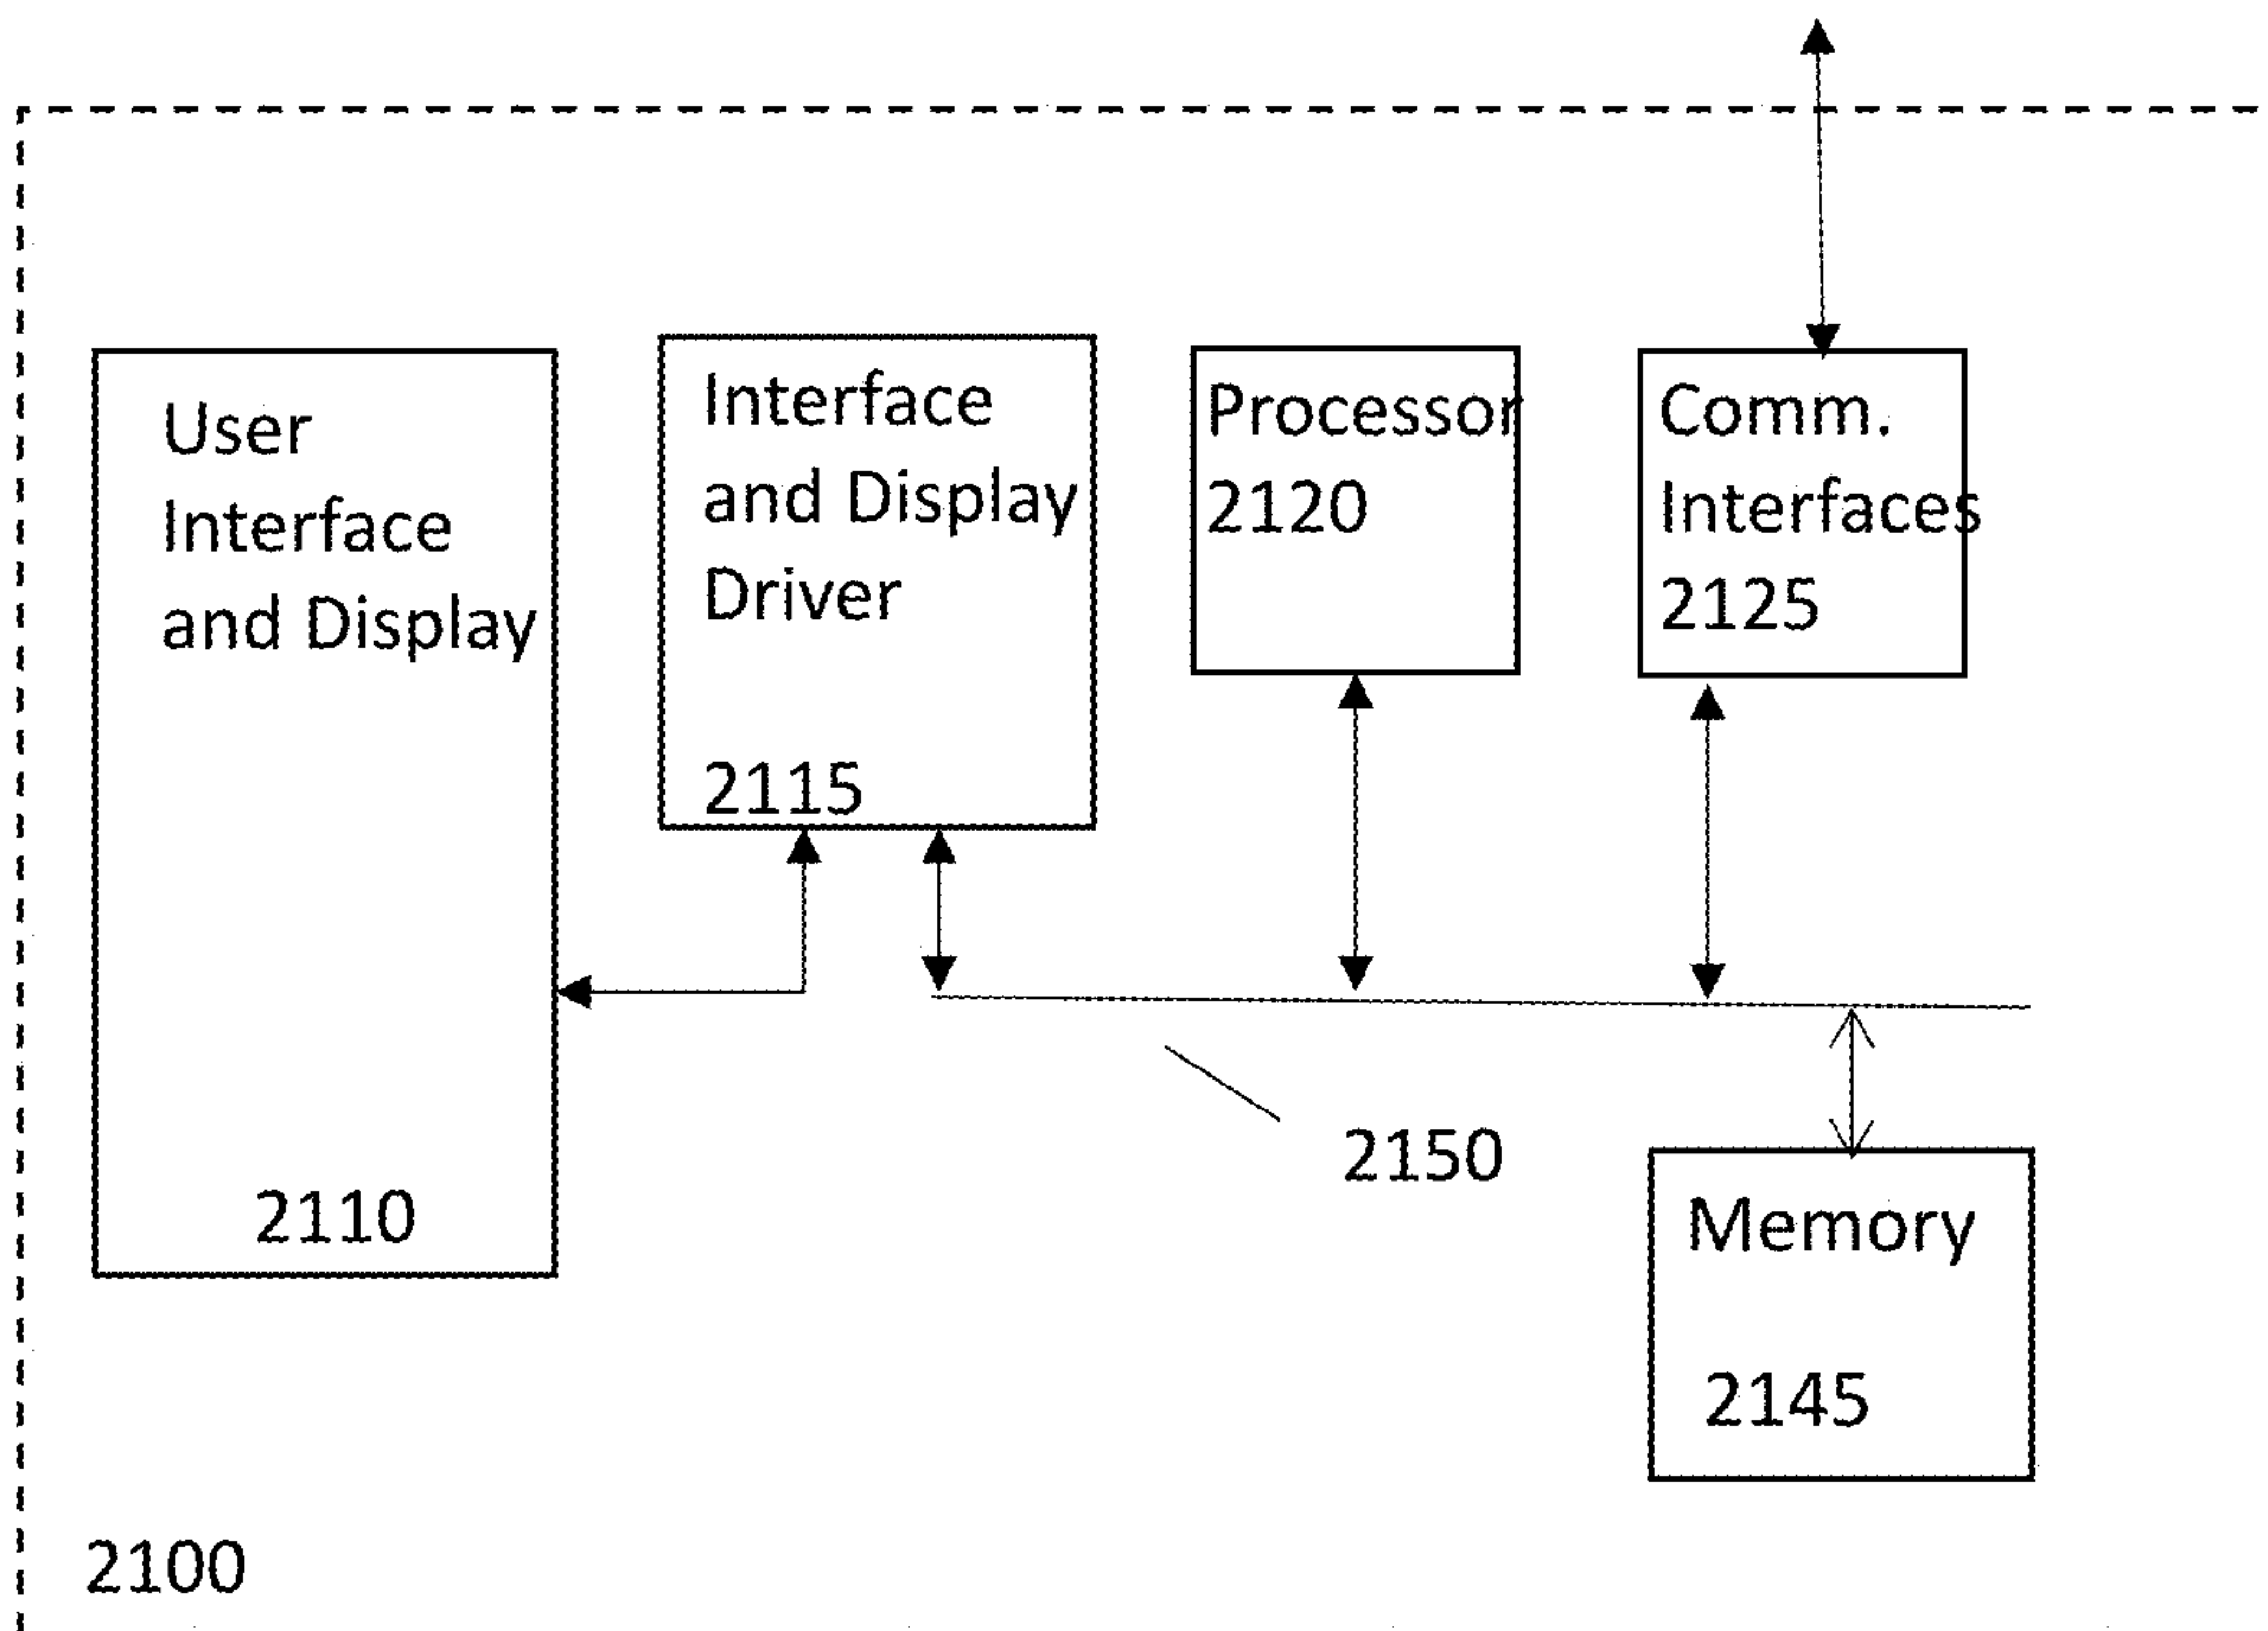 User
Interface
and Display
2110
Interface
and Display
Driver
2115
Processor
2120
Comm.
Interfaces
2125
2150
Memory
2145
2100